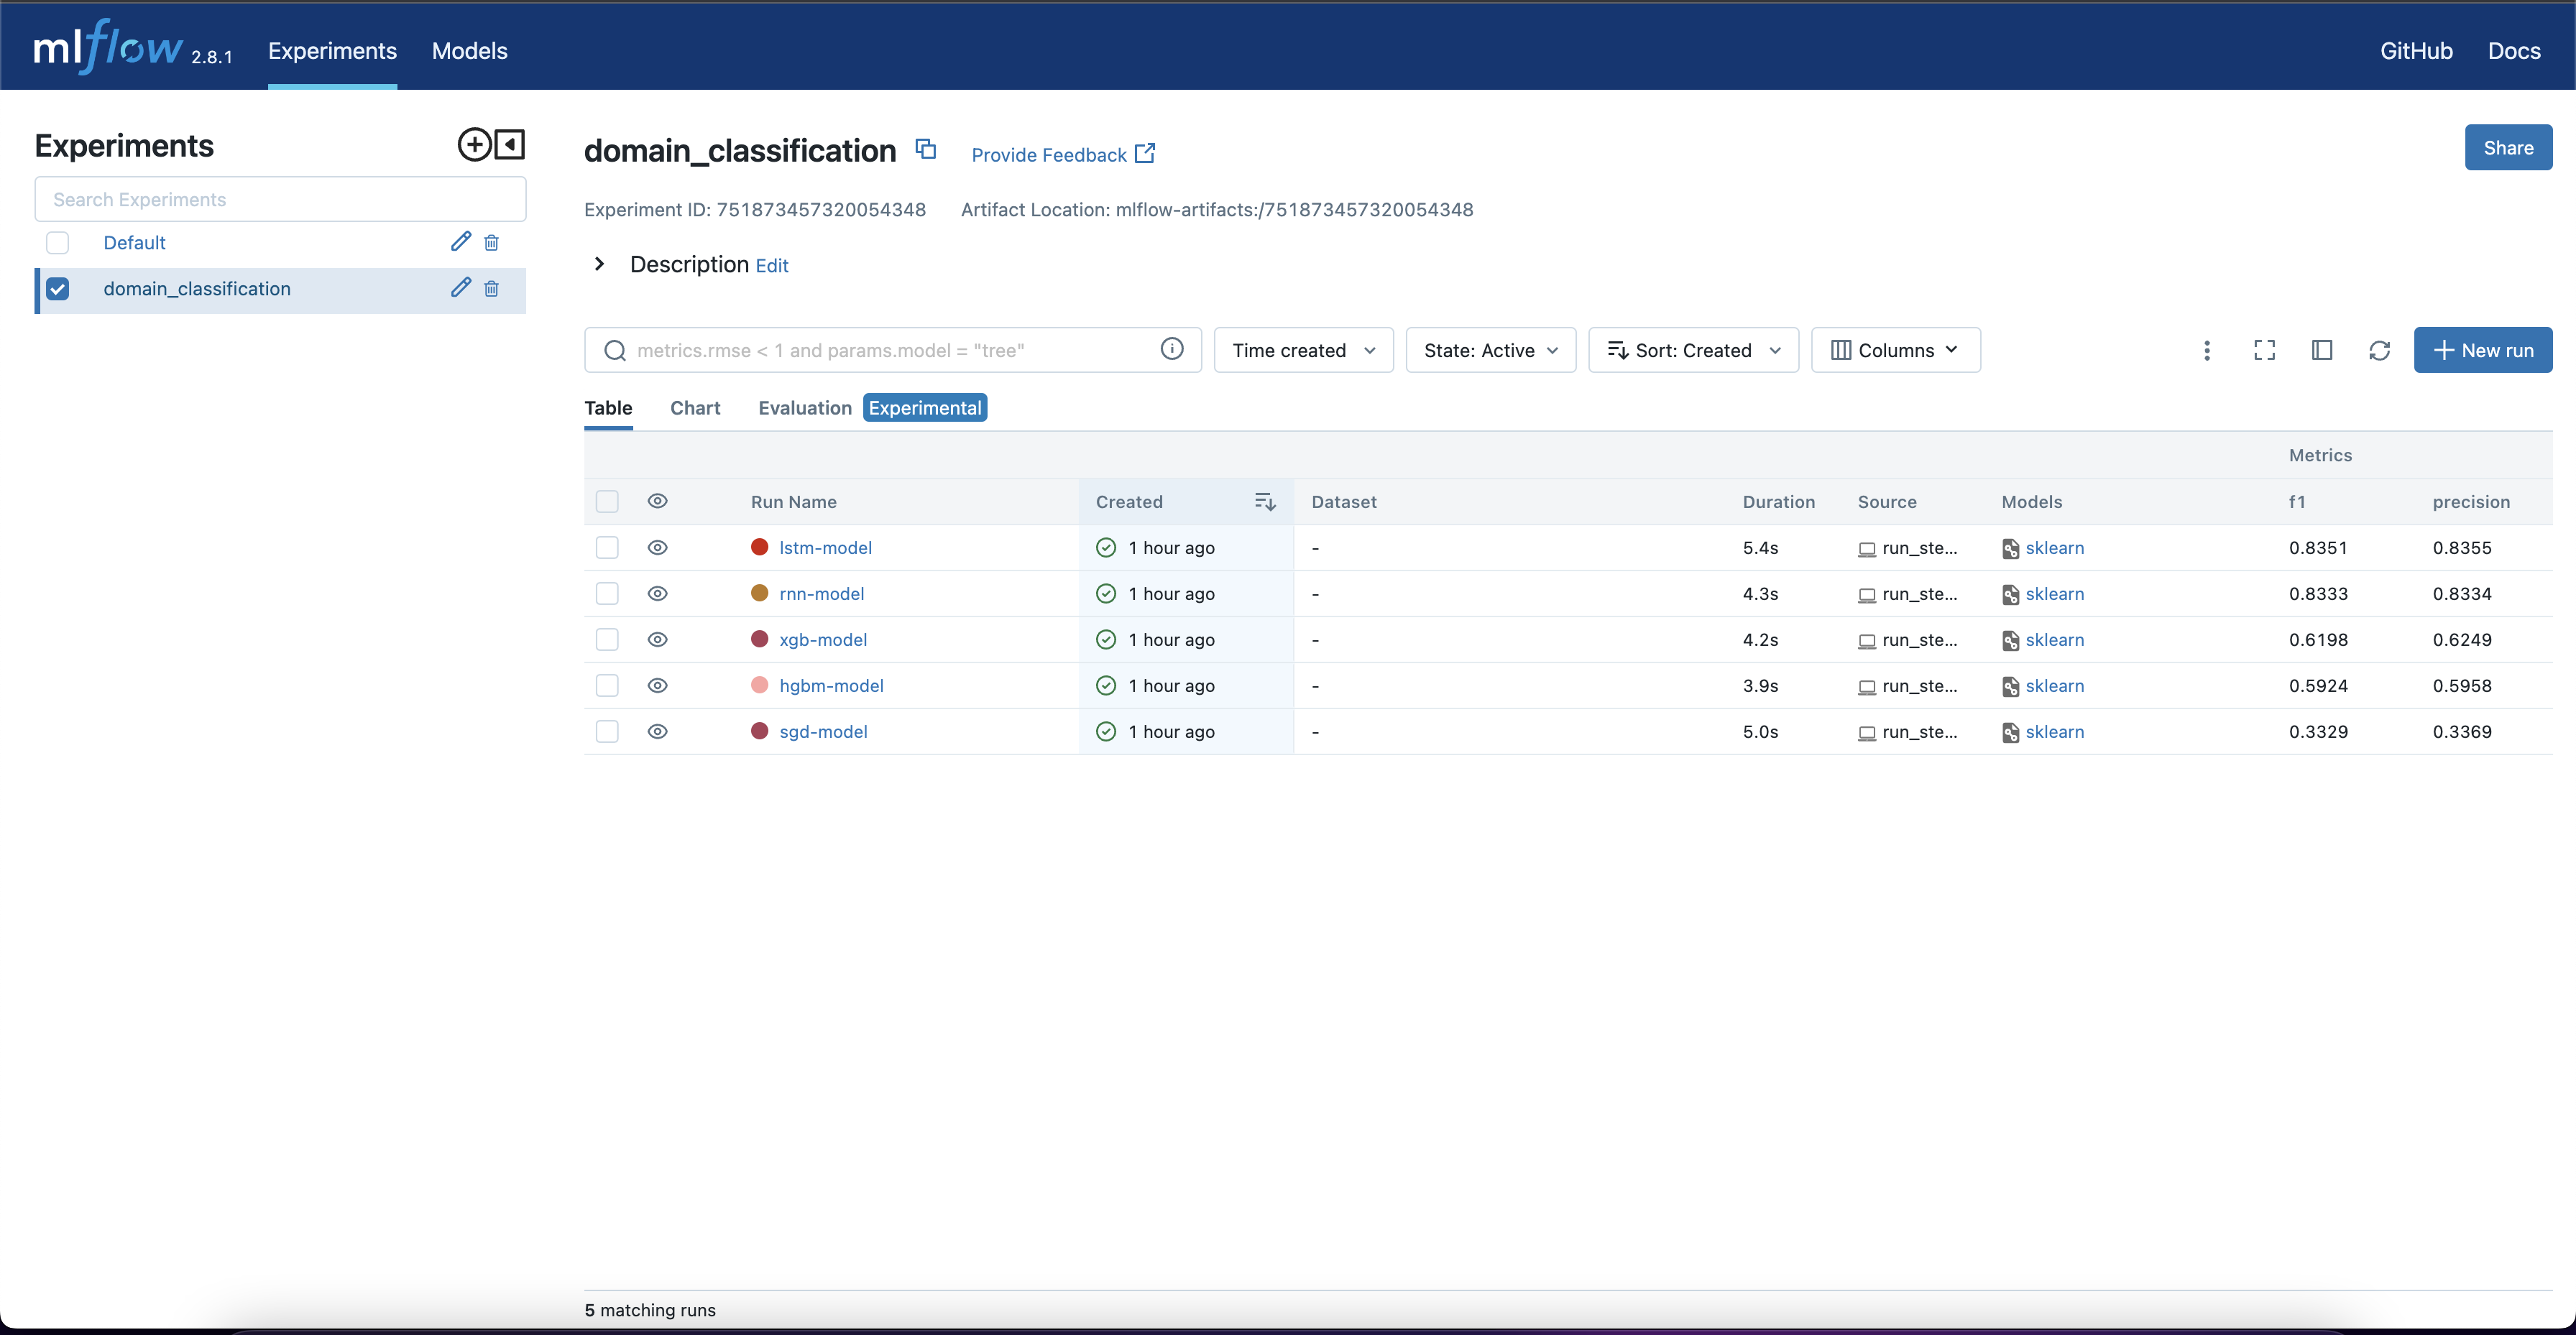 mlflow 2.8.1 Experiments Models GitHub Docs
Experiments
Search Experiments
Default
domain_classification
domain_classification Provide Feedback Share
Experiment ID: 751873457320054348 Artifact Location: mlflow-artifacts:/751873457320054348
Description Edit
metrics.rmse < 1 and params.model = "tree" Time created State: Active Sort: Created Columns New run
Table Chart Evaluation Experimental
Metrics
Run Name Created Dataset Duration Source Models f1 precision
lstm-model 1 hour ago - 5.4s run_ste... sklearn 0.8351 0.8355
rnn-model 1 hour ago - 4.3s run_ste... sklearn 0.8333 0.8334
xgb-model 1 hour ago - 4.2s run_ste... sklearn 0.6198 0.6249
hgbm-model 1 hour ago - 3.9s run_ste... sklearn 0.5924 0.5958
sgd-model 1 hour ago - 5.0s run_ste... sklearn 0.3329 0.3369
5 matching runs